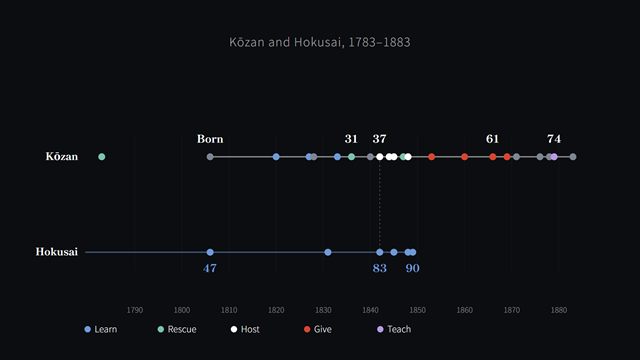 Kōzan and Hokusai, 1783–1883
Born 31 37 61 74
Kōzan
Hokusai
47 83 90
1790 1800 1810 1820 1830 1840 1850 1860 1870 1880
Learn Rescue Host Give Teach